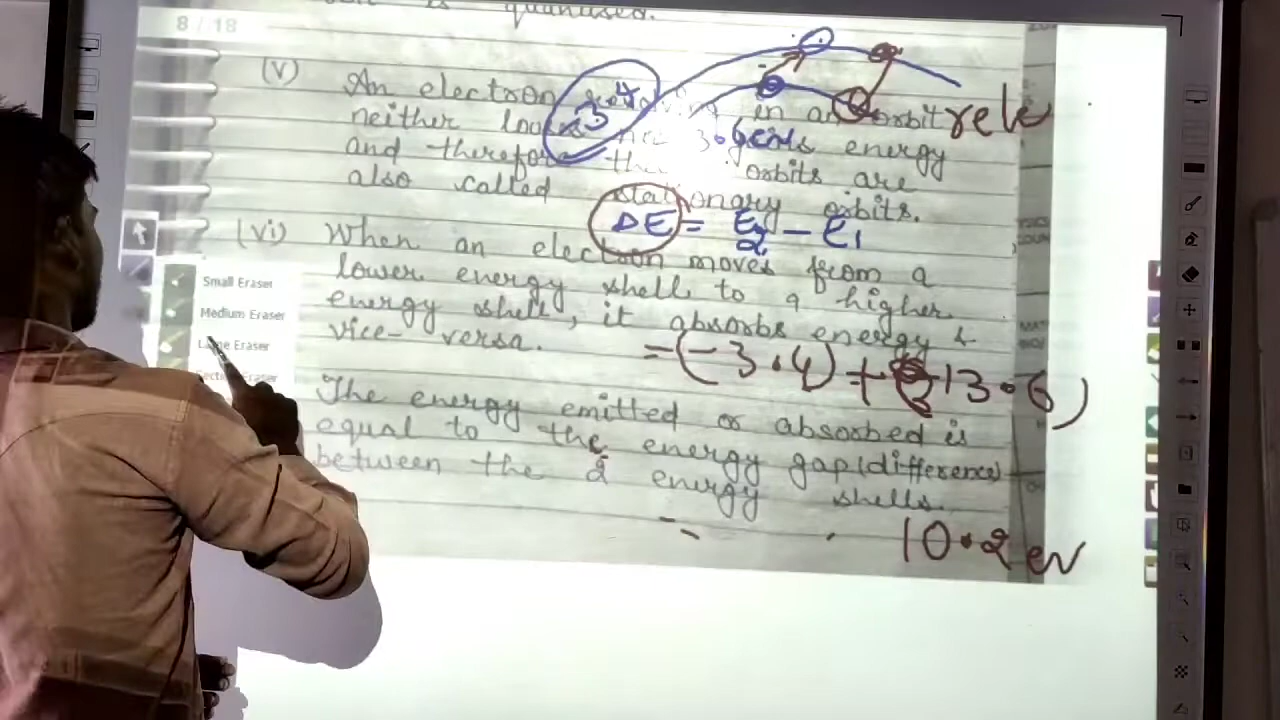 is quantised.
8 / 18
(v) An electron in an orbit rele
neither nor energy
and therefore orbits are
also called stationary orbits.
ΔE = E2 - E1
(vi) When an electron moves from a
lower energy shell to a higher
energy shell, it absorbs energy &
vice-versa.
= (-3.4) + 13.6)
The energy emitted or absorbed is
equal to the energy gap (difference)
between the 2 energy shells.
= 10.2 ev
Small Eraser
Medium Eraser
Large Eraser
Eraser